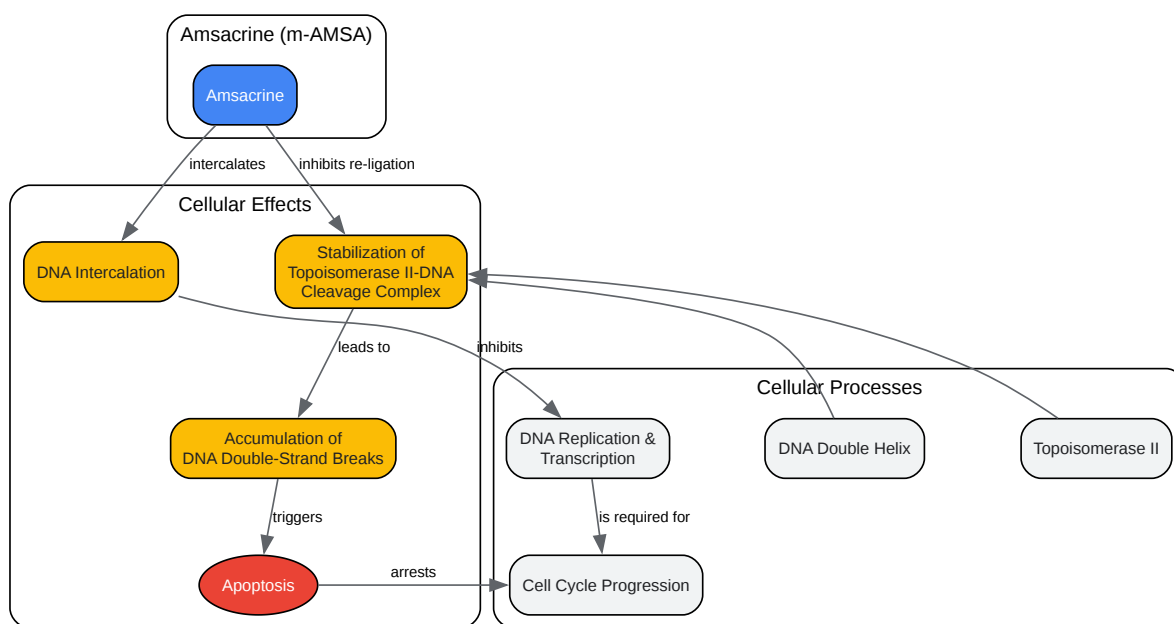 Amsacrine (m-AMSA)
Amsacrine
intercalates
inhibits re-ligation
Cellular Effects
DNA Intercalation
Stabilization of
Topoisomerase II-DNA
Cleavage Complex
leads to
inhibits
Cellular Processes
Accumulation of
DNA Double-Strand Breaks
DNA Replication &
Transcription
DNA Double Helix
Topoisomerase II
triggers
is required for
Apoptosis
arrests
Cell Cycle Progression